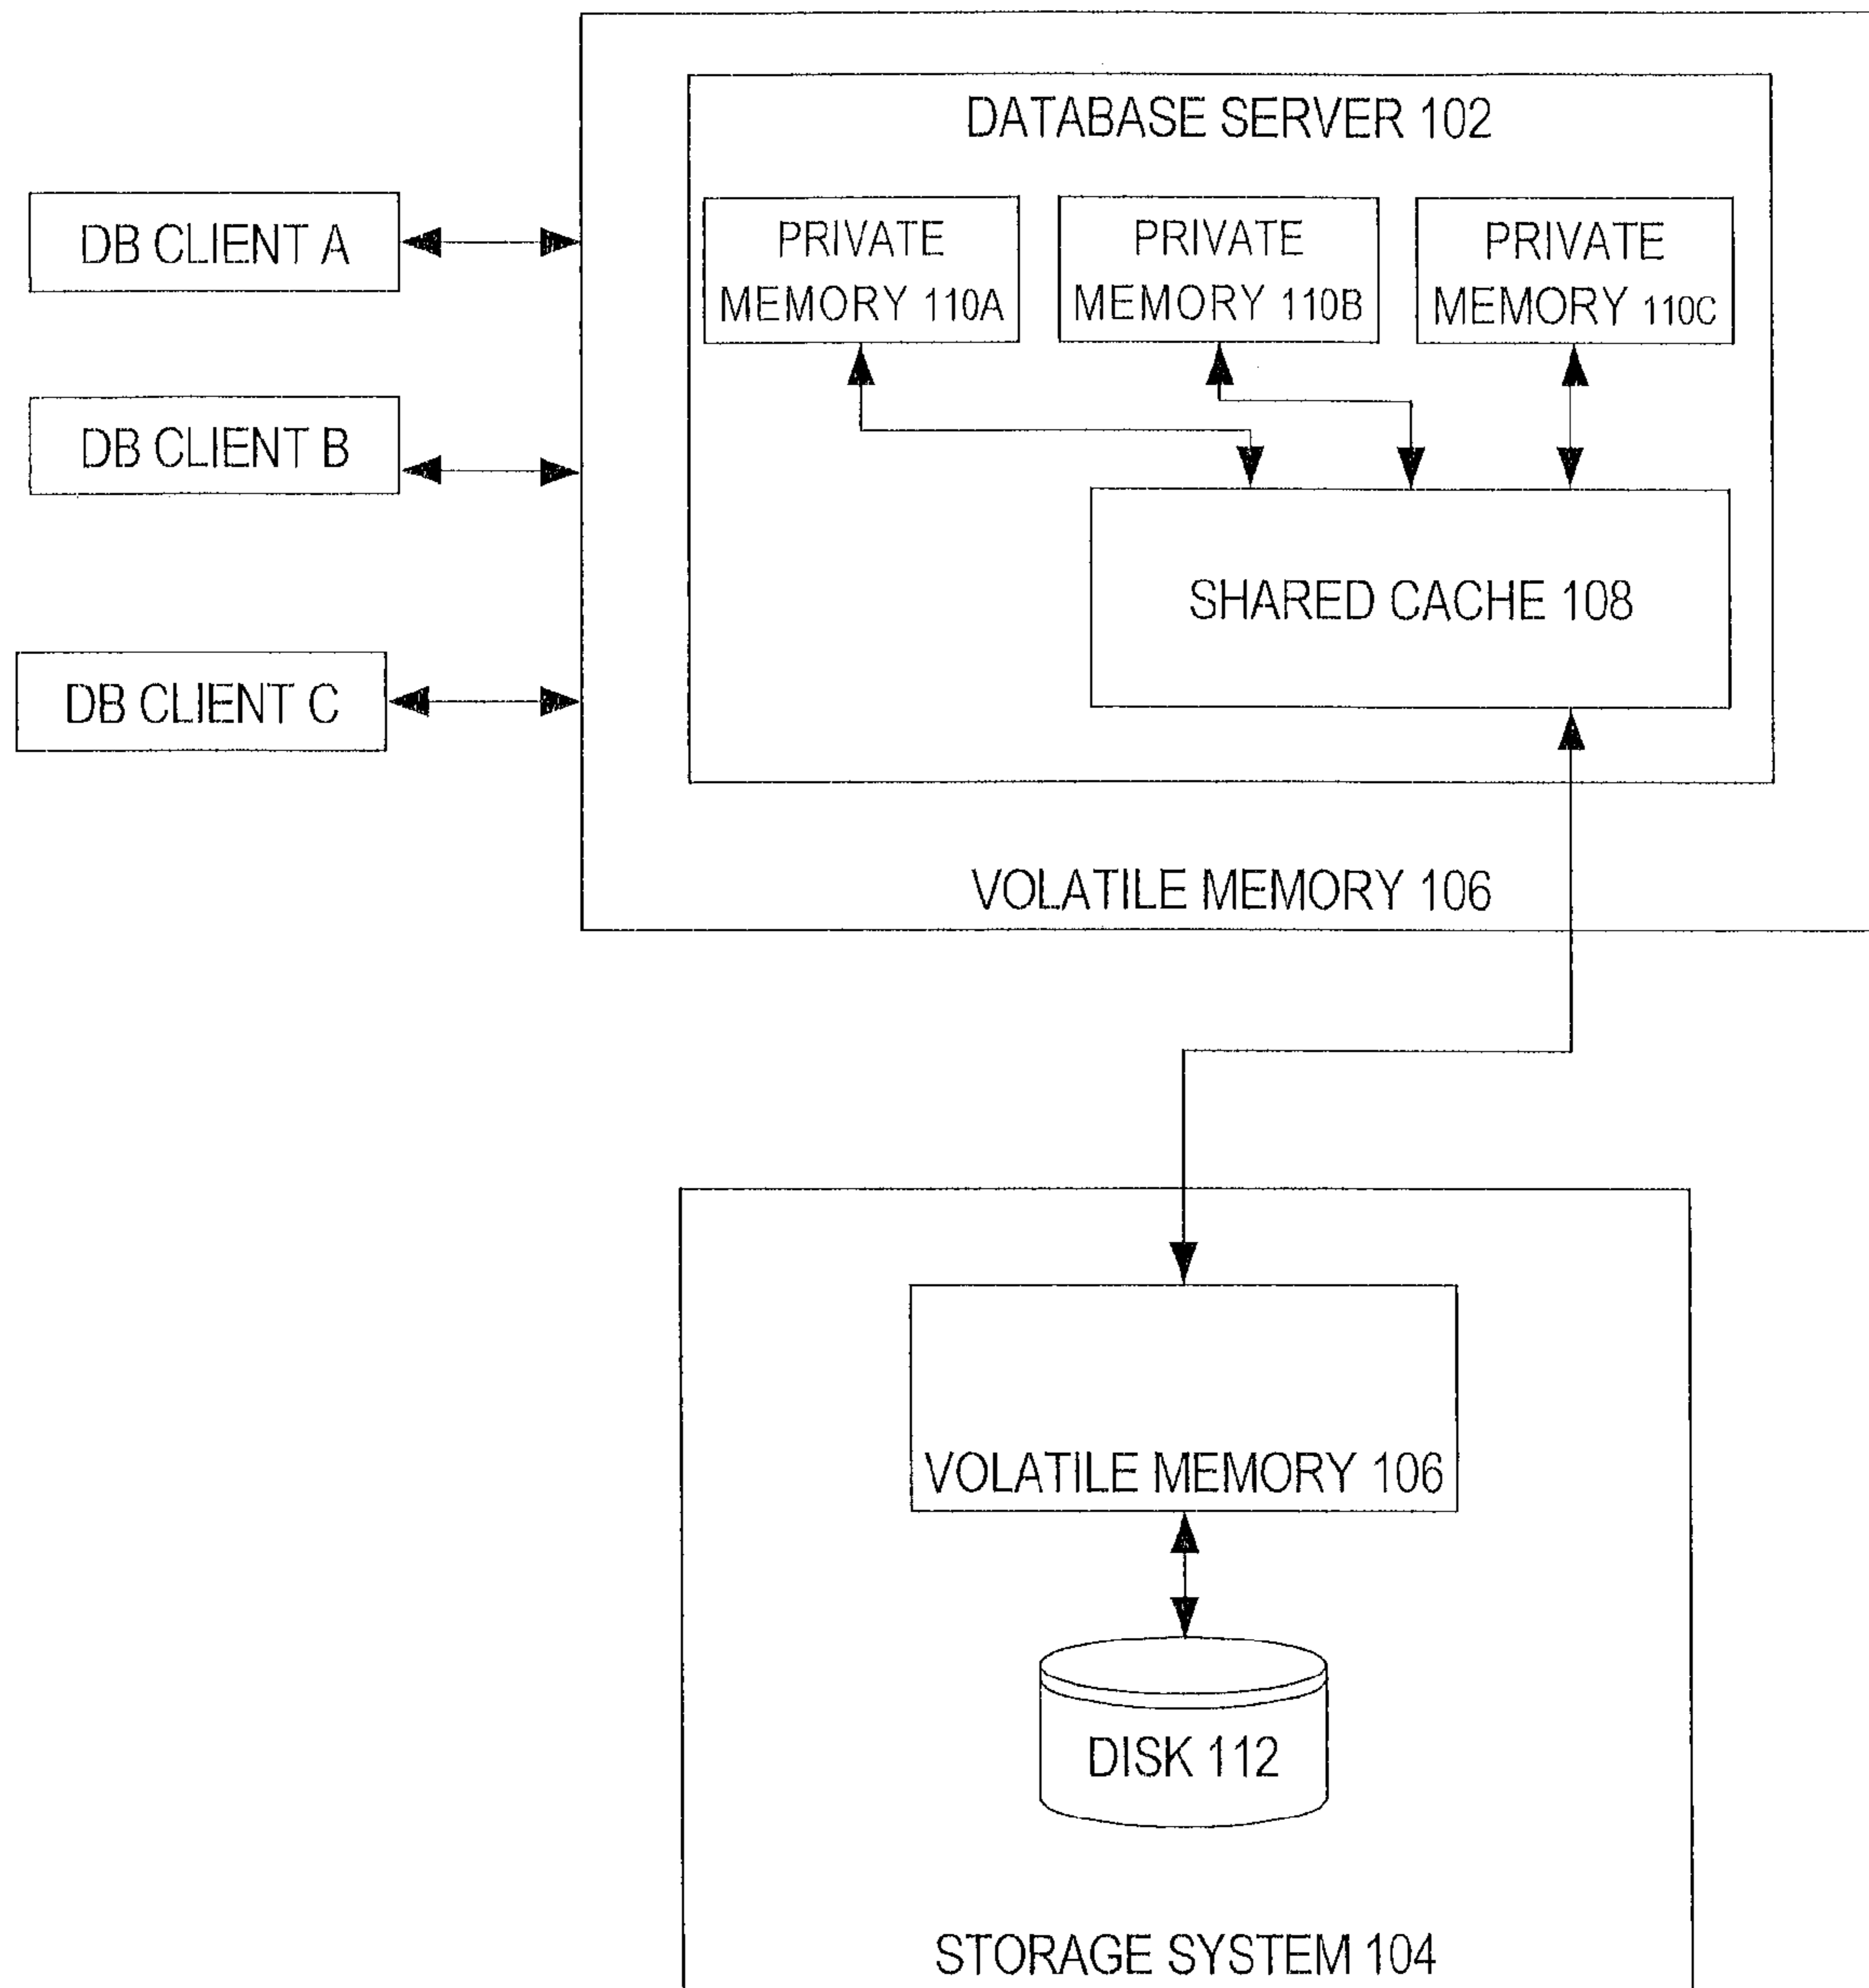 DATABASE SERVER 102
DB CLIENT A
PRIVATE
MEMORY 110A
PRIVATE
MEMORY 110B
PRIVATE
MEMORY 110C
DB CLIENT B
SHARED CACHE 108
DB CLIENT C
VOLATILE MEMORY 106
VOLATILE MEMORY 106
DISK 112
STORAGE SYSTEM 104